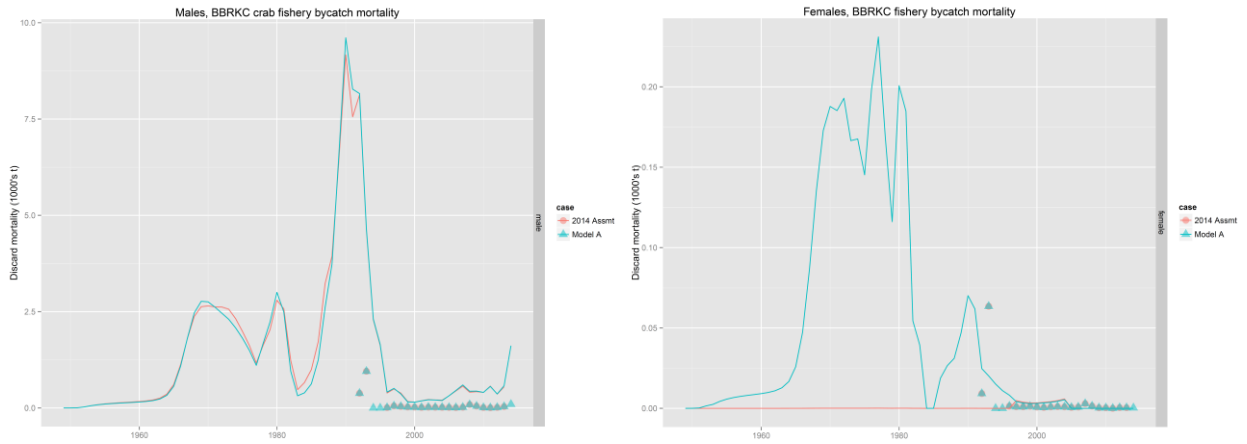 Males, BBRKC crab fishery bycatch mortality
10.0
7.5
5.0
2.5
0.0
Discard mortality (1000's t)
1960
1980
2000
male
case
2014 Assmt
Model A
Females, BBRKC fishery bycatch mortality
0.20
0.15
0.10
0.05
0.00
Discard mortality (1000's t)
1960
1980
2000
female
case
2014 Assmt
Model A